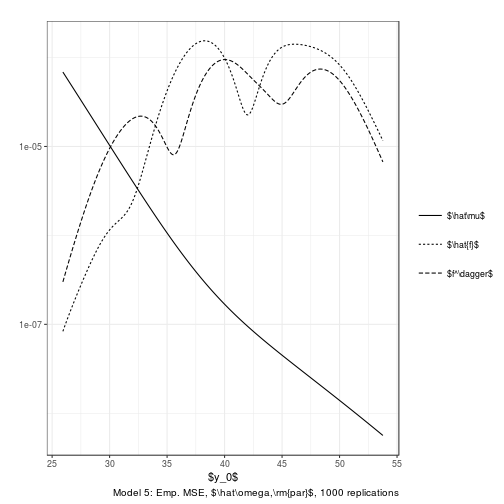 1e-05
1e-07
25 30 35 40 45 50 55
$y_0$
Model 5: Emp. MSE, $\hat\omega,\rm{par}$, 1000 replications
$\hat\mu$
$\hat{f}$
$f^\dagger$